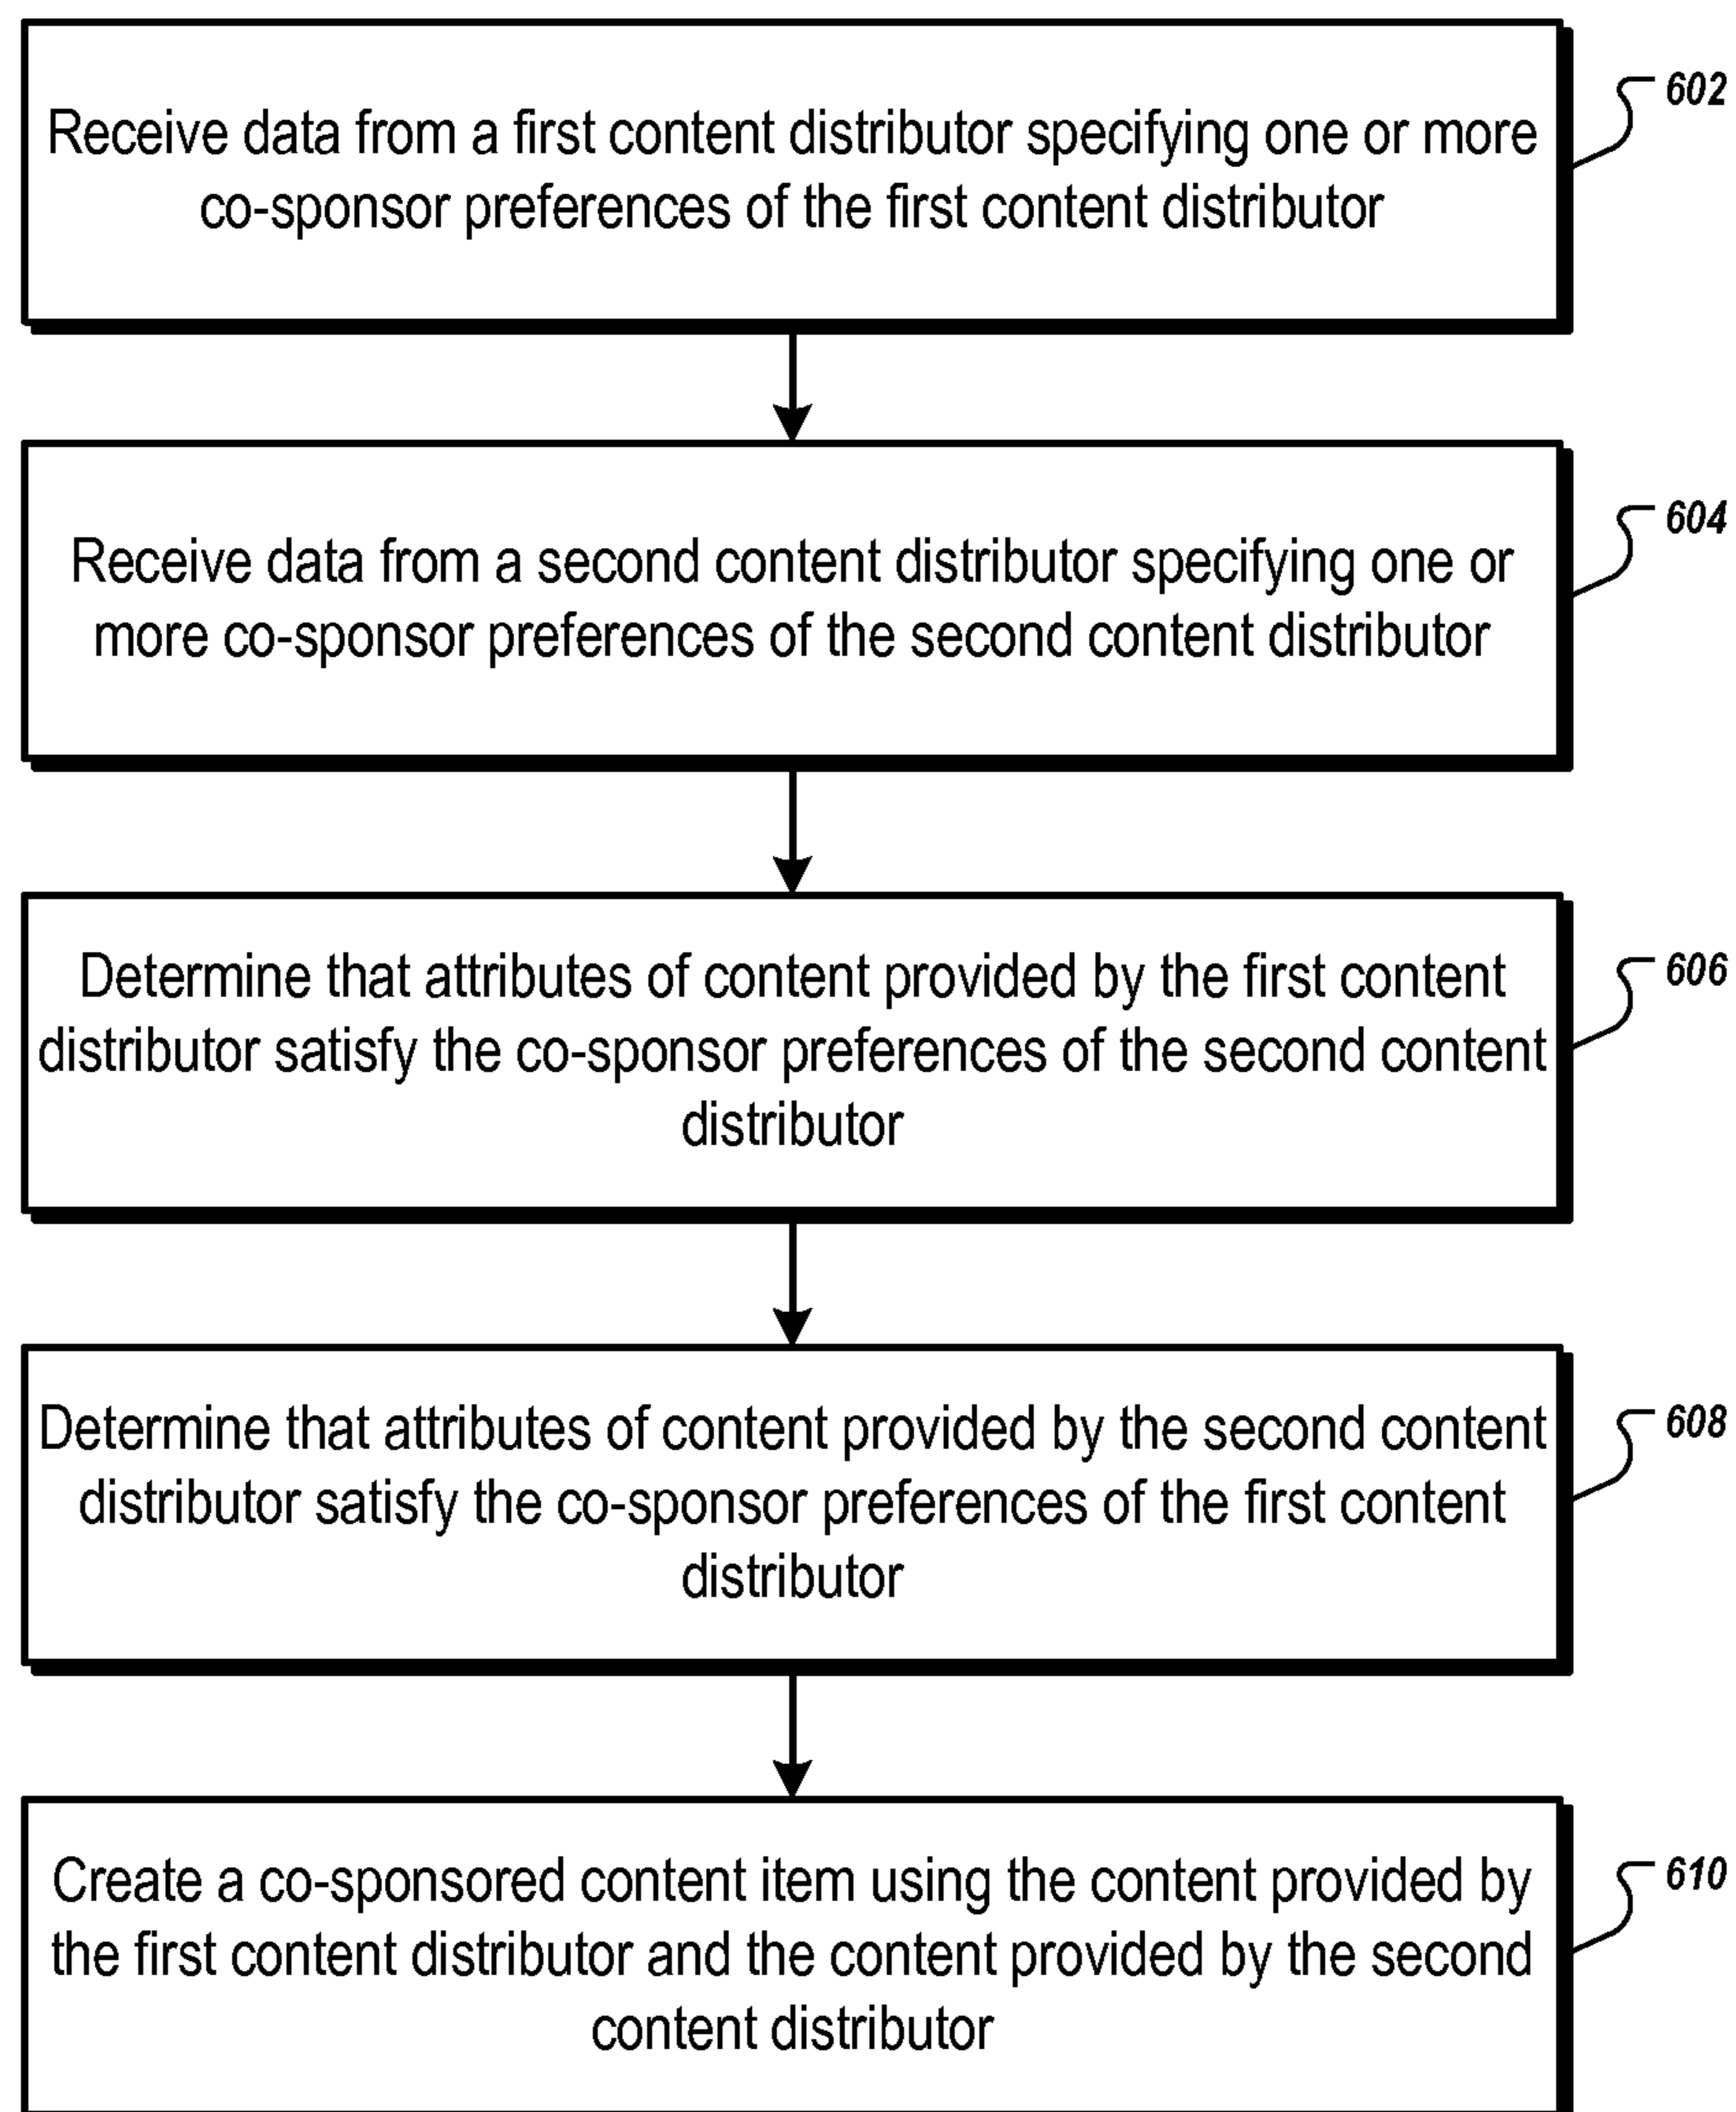 Receive data from a first content distributor specifying one or more
co-sponsor preferences of the first content distributor
602
Receive data from a second content distributor specifying one or
more co-sponsor preferences of the second content distributor
604
Determine that attributes of content provided by the first content
distributor satisfy the co-sponsor preferences of the second content
distributor
606
Determine that attributes of content provided by the second content
distributor satisfy the co-sponsor preferences of the first content
distributor
608
Create a co-sponsored content item using the content provided by
the first content distributor and the content provided by the second
content distributor
610